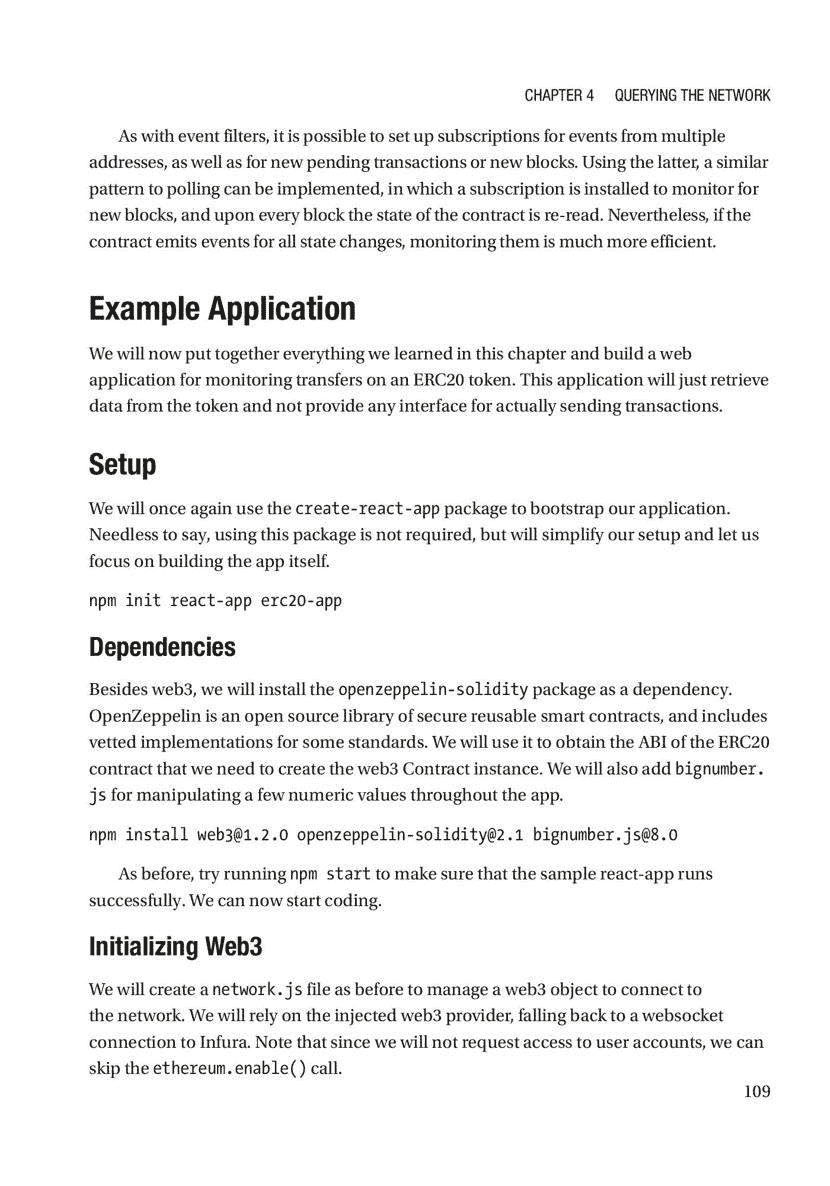 CHAPTER 4 QUERYING THE NETWORK
As with event filters, it is possible to set up subscriptions for events from multiple
addresses, as well as for new pending transactions or new blocks. Using the latter, a similar
pattern to polling can be implemented, in which a subscription is installed to monitor for
new blocks, and upon every block the state of the contract is re-read. Nevertheless, if the
contract emits events for all state changes, monitoring them is much more efficient.
Example Application
We will now put together everything we learned in this chapter and build a web
application for monitoring transfers on an ERC20 token. This application will just retrieve
data from the token and not provide any interface for actually sending transactions.
Setup
We will once again use the create-react-app package to bootstrap our application.
Needless to say, using this package is not required, but will simplify our setup and let us
focus on building the app itself.
npm init react-app erc20-app
Dependencies
Besides web3, we will install the openzeppelin-solidity package as a dependency.
OpenZeppelin is an open source library of secure reusable smart contracts, and includes
vetted implementations for some standards. We will use it to obtain the ABI of the ERC20
contract that we need to create the web3 Contract instance. We will also add bignumber.
js for manipulating a few numeric values throughout the app.
npm install web3@1.2.0 openzeppelin-solidity@2.1 bignumber.js@8.0
As before, try running npm start to make sure that the sample react-app runs
successfully. We can now start coding.
Initializing Web3
We will create a network.js file as before to manage a web3 object to connect to
the network. We will rely on the injected web3 provider, falling back to a websocket
connection to Infura. Note that since we will not request access to user accounts, we can
skip the ethereum.enable() call.
109